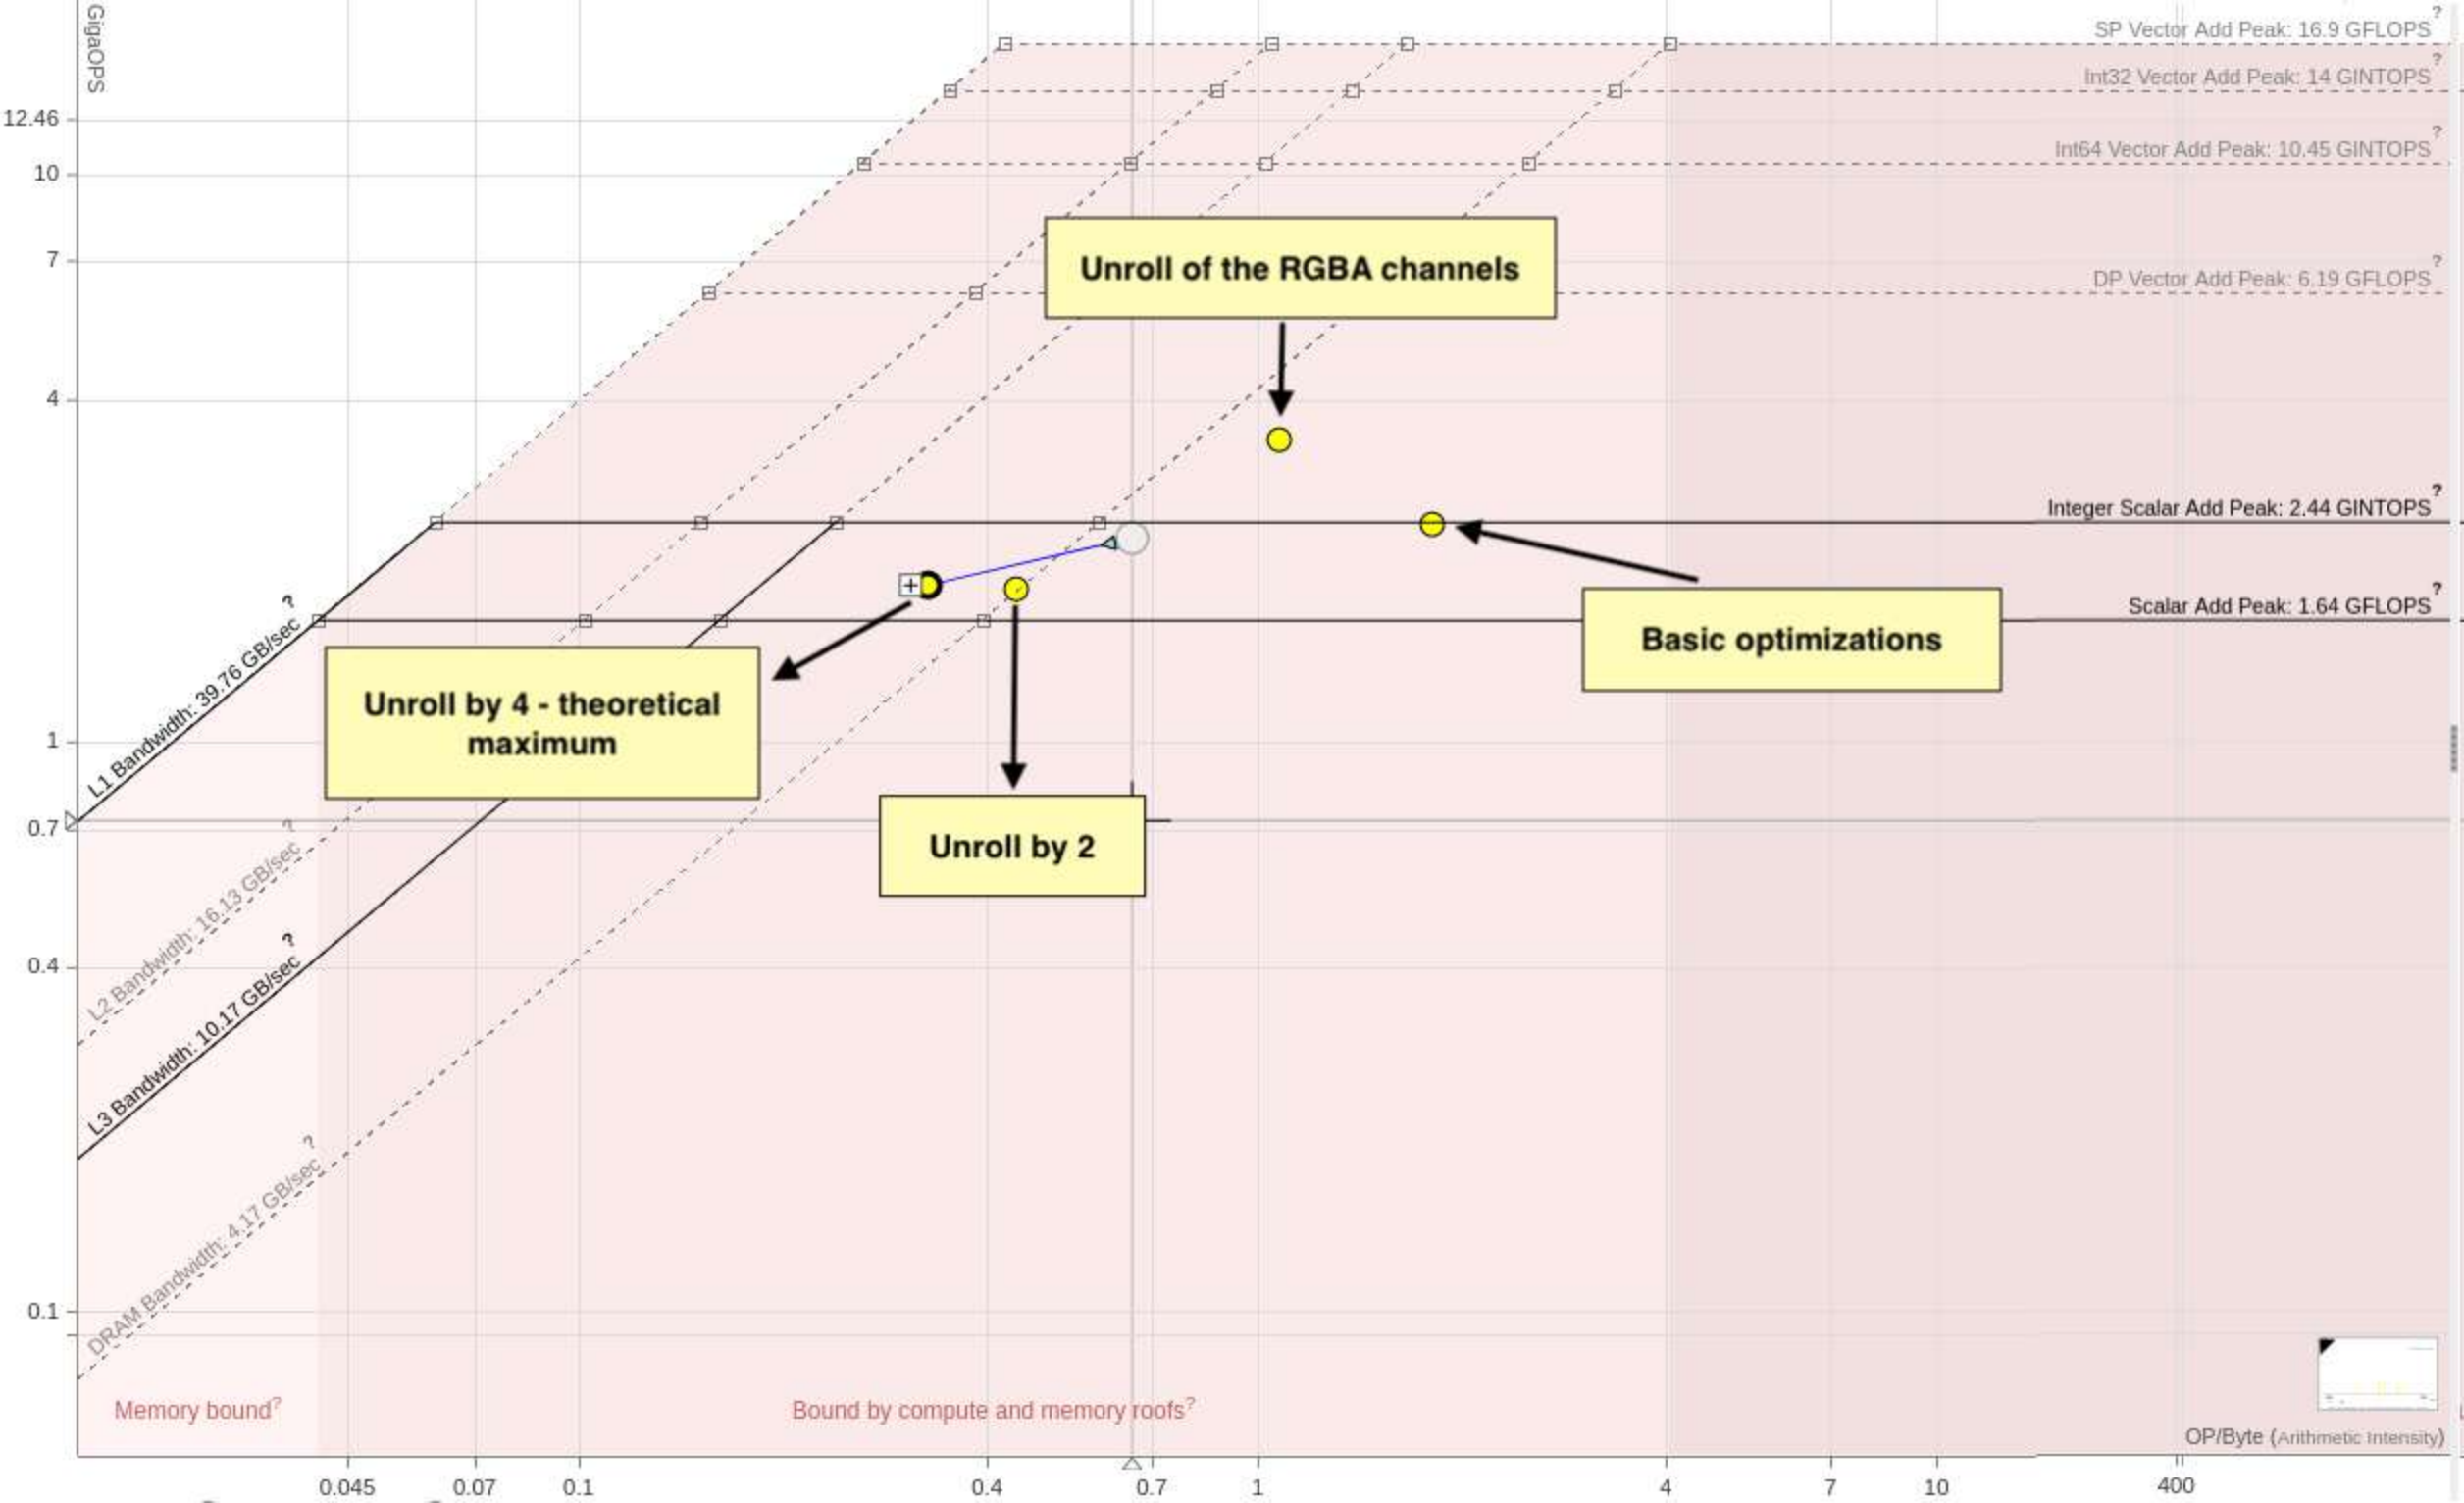 GigaOPS
SP Vector Add Peak: 16.9 GFLOPS ?
Int32 Vector Add Peak: 14 GINTOPS ?
12.46
Int64 Vector Add Peak: 10.45 GINTOPS ?
10
7
Unroll of the RGBA channels
DP Vector Add Peak: 6.19 GFLOPS ?
4
Integer Scalar Add Peak: 2.44 GINTOPS ?
Scalar Add Peak: 1.64 GFLOPS ?
Basic optimizations
L1 Bandwidth: 39.76 GB/sec ?
Unroll by 4 - theoretical
maximum
1
0.7
Unroll by 2
L2 Bandwidth: 16.13 GB/sec ?
0.4
L3 Bandwidth: 10.17 GB/sec ?
DRAM Bandwidth: 4.17 GB/sec ?
0.1
Memory bound?
Bound by compute and memory roofs?
OP/Byte (Arithmetic Intensity)
0.045 0.07 0.1 0.4 0.7 1 4 7 10 400